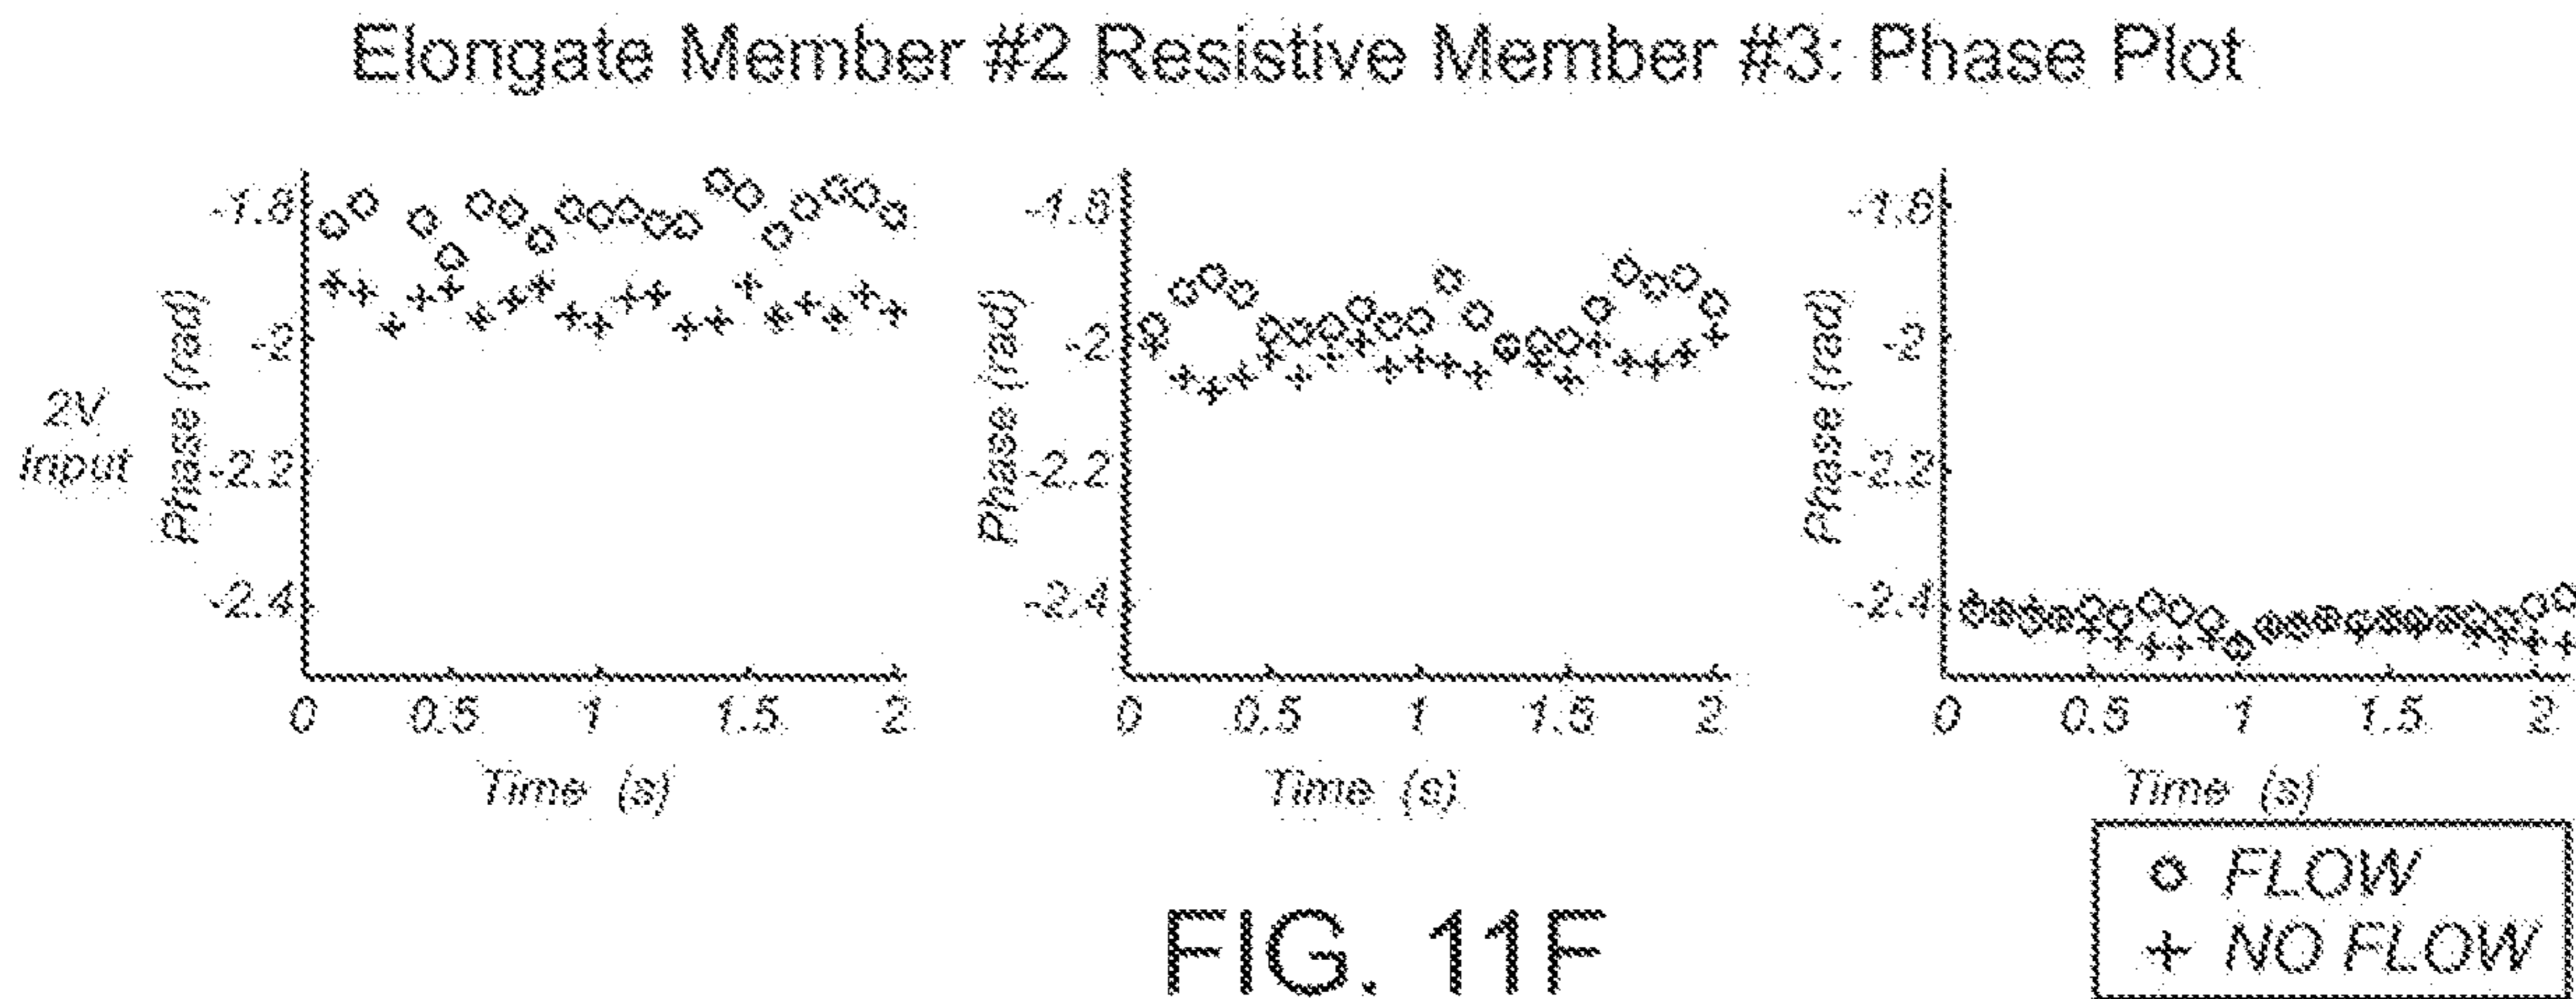 Elongate Member #2 Resistive Member #3: Phase Plot
2V
Input
Phase (rad)
-1.8
-2
-2.2
-2.4
0 0.5 1 1.5 2
Time (s)
Phase (rad)
-1.8
-2
-2.2
-2.4
0 0.5 1 1.5 2
Time (s)
Phase (rad)
-1.8
-2
-2.2
-2.4
0 0.5 1 1.5 2
Time (s)
FLOW
NO FLOW
FIG. 11F